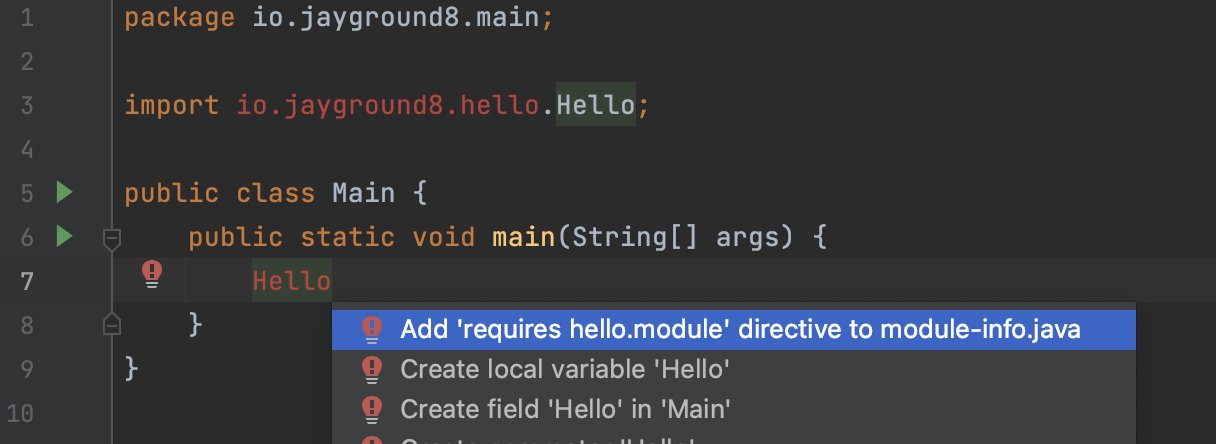 1 package io.jayground8.main;
2
3 import io.jayground8.hello.Hello;
4
5 public class Main {
6 public static void main(String[] args) {
7 Hello
Add 'requires hello.module' directive to module-info.java
8 }
Create local variable 'Hello'
9 }
Create field 'Hello' in 'Main'
10